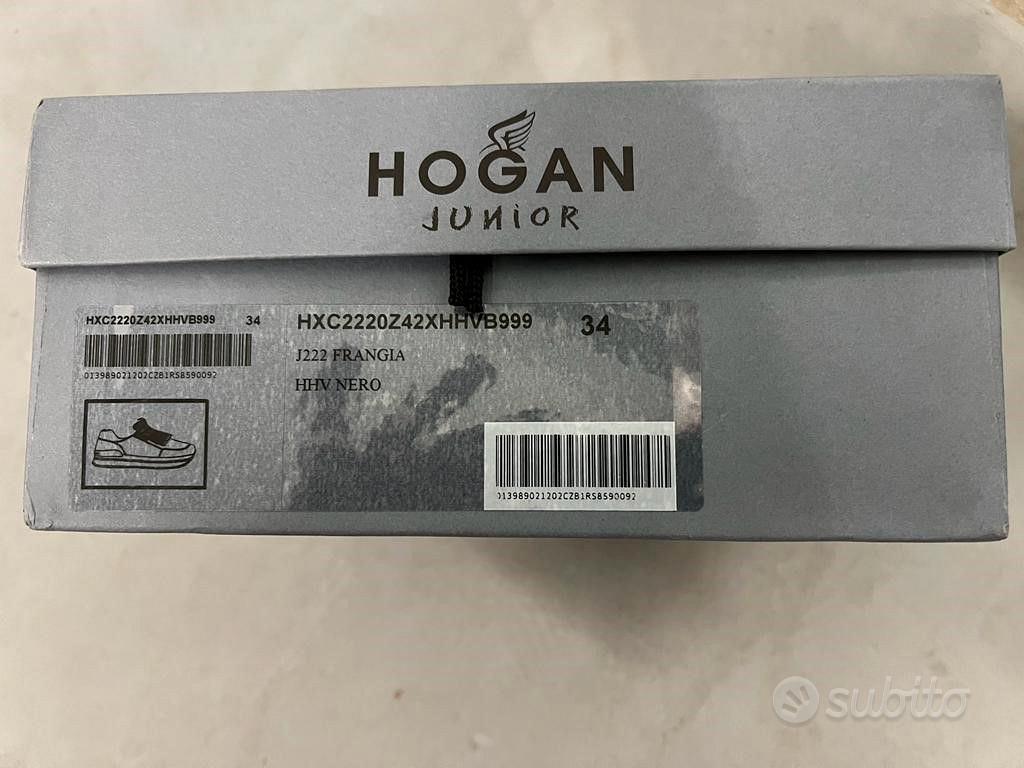 HOGAN
JUNIOR
HXC2220Z42XHHVB999 34
013989021202CZB1RS8590092
HXC2220Z42XHHVB999 34
J222 FRANGIA
HHV NERO
013989021202CZB1RS8590092
subito